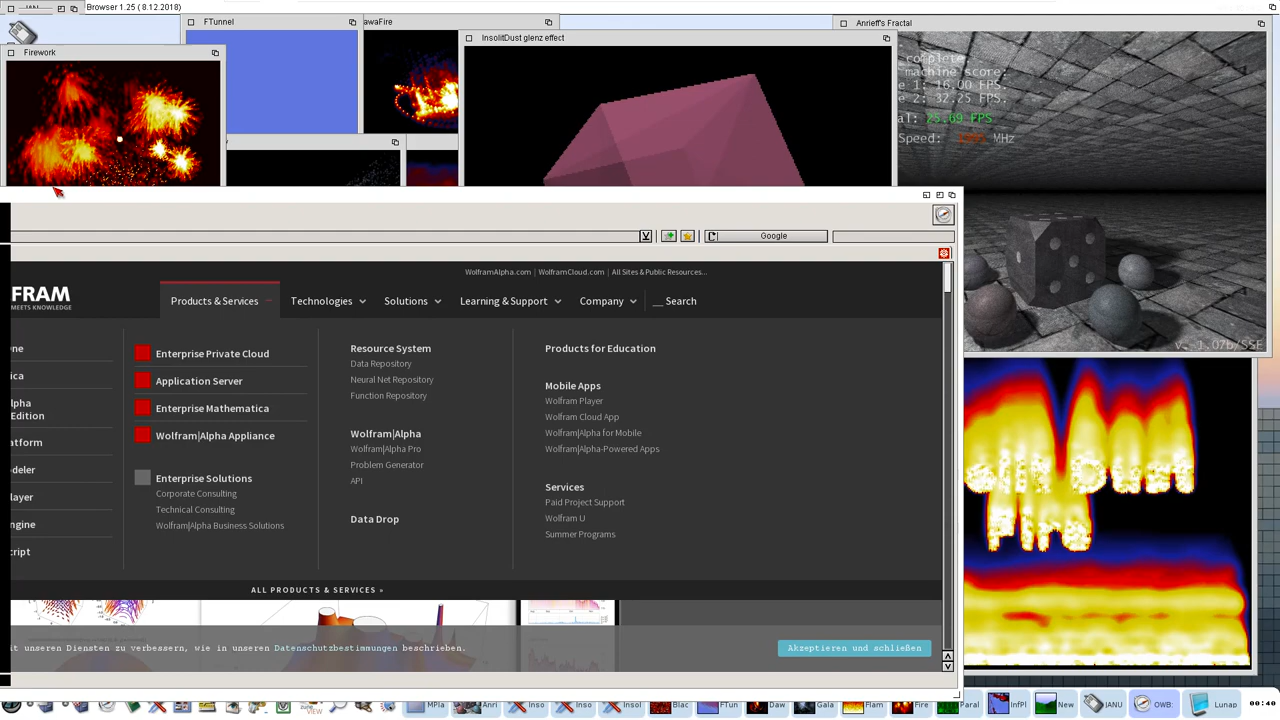 IANI
Browser 1.25 ( 8.12.2018)
FTunnel
awaFire
InsolitDust glenz effect
Anrieff's Fractal
Firework
complete.
machine score:
e 1: 16.00 FPS.
e 2: 32.25 FPS.
al: 25.69 FPS
Speed: MHz
Google
WolframAlpha.com | WolframCloud.com | All Sites & Public Resources...
FRAM
MEETS KNOWLEDGE
Products & Services
Technologies
Solutions
Learning & Support
Company
Search
one
ica
lpha
Edition
atform
odeler
layer
ngine
cript
Enterprise Private Cloud
Application Server
Enterprise Mathematica
Wolfram|Alpha Appliance
Enterprise Solutions
Corporate Consulting
Technical Consulting
Wolfram|Alpha Business Solutions
Resource System
Data Repository
Neural Net Repository
Function Repository
Wolfram|Alpha
Wolfram|Alpha Pro
Problem Generator
API
Data Drop
Products for Education
Mobile Apps
Wolfram Player
Wolfram Cloud App
Wolfram|Alpha for Mobile
Wolfram|Alpha-Powered Apps
Services
Paid Project Support
Wolfram U
Summer Programs
ALL PRODUCTS & SERVICES »
it unseren Diensten zu verbessern, wie in unseren Datenschutzbestimmungen beschrieben.
Akzeptieren und schließen
v. 1.07b/SSE
MPla
Anri
Inso
Inso
Insol
Blac
FTun
Daw
Gala
Flam
Fire
Paral
InfPl
New
IANU
OWB:
Lunap
00:40